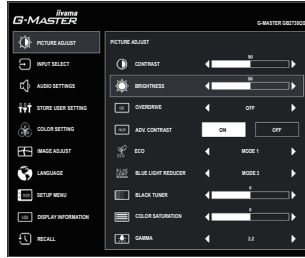 iiyama
G-MASTER
G-MASTER GB2730QS
PICTURE ADJUST
INPUT SELECT
AUDIO SETTINGS
STORE USER SETTING
COLOR SETTING
IMAGE ADJUST
LANGUAGE
SETUP MENU
DISPLAY INFORMATION
RECALL
PICTURE ADJUST
CONTRAST 50
BRIGHTNESS 50
OVERDRIVE OFF
ADV. CONTRAST ON OFF
ECO MODE 1
BLUE LIGHT REDUCER MODE 3
BLACK TUNER 0
COLOR SATURATION 0
GAMMA 2.2